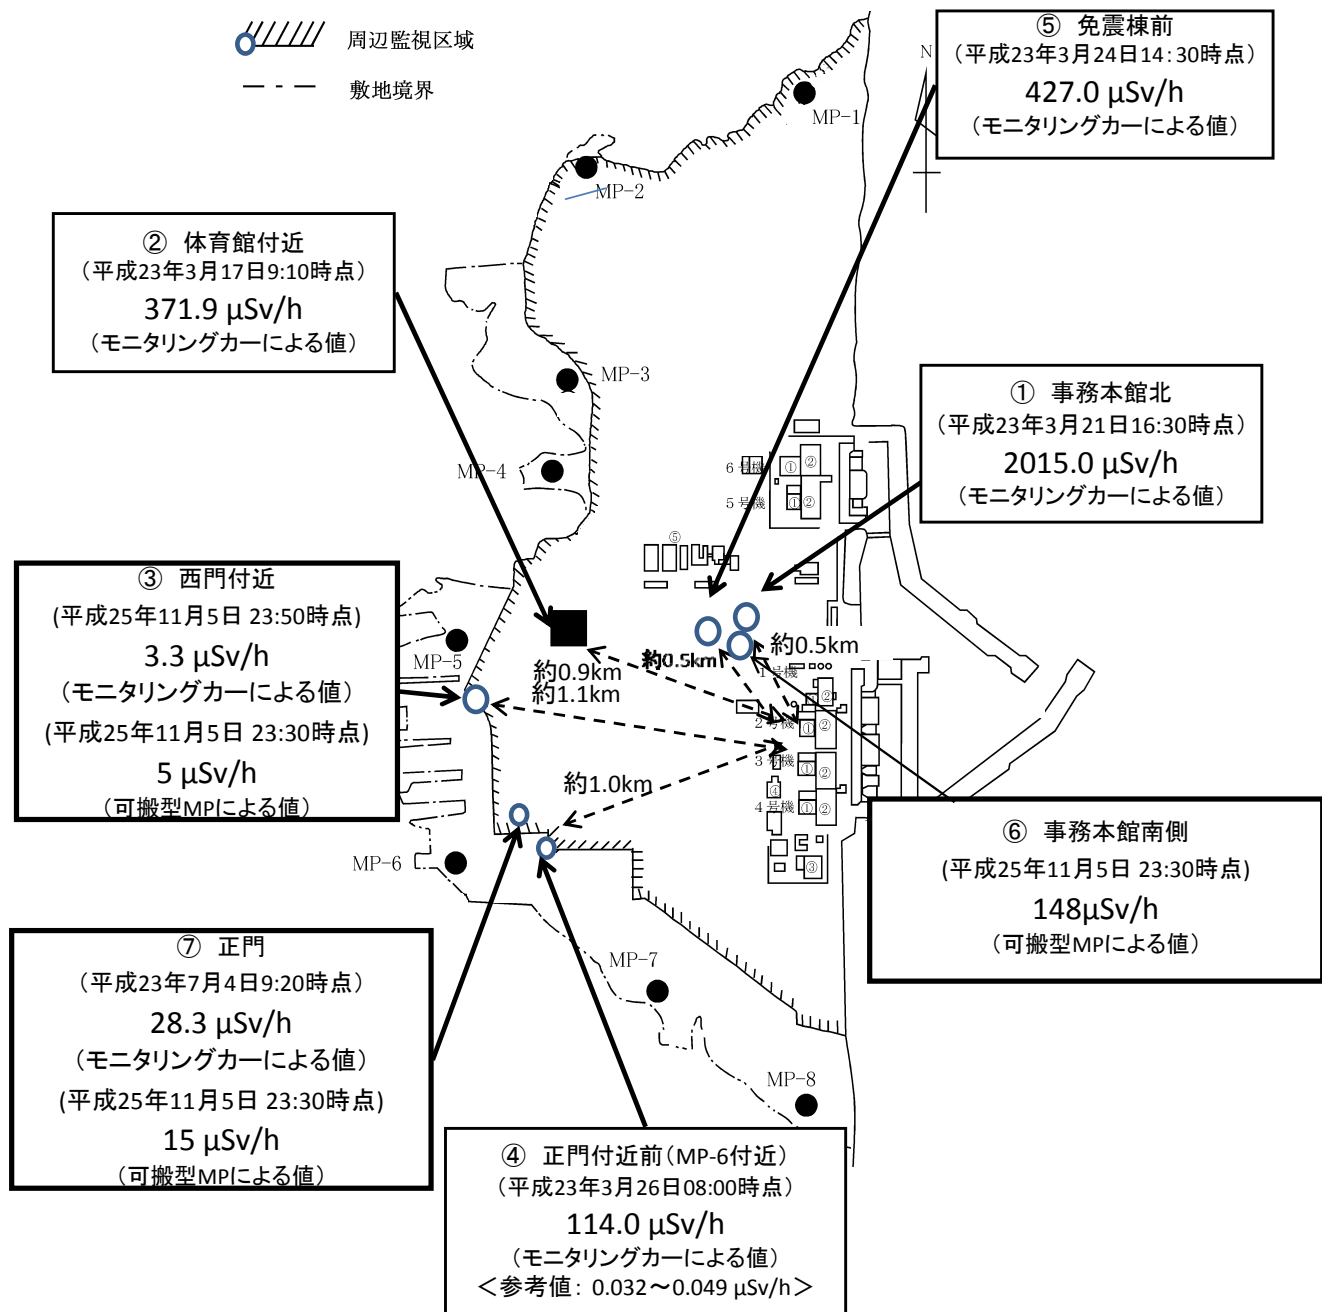 周辺監視区域
敷地境界
⑤ 免震棟前
（平成23年3月24日14:30時点）
427.0 μSv/h
（モニタリングカーによる値）
N
MP-1
MP-2
② 体育館付近
（平成23年3月17日9:10時点）
371.9 μSv/h
（モニタリングカーによる値）
MP-3
① 事務本館北
（平成23年3月21日16:30時点）
2015.0 μSv/h
（モニタリングカーによる値）
MP-4
6号機
①
②
5号機
①
②
⑤
③ 西門付近
(平成25年11月5日 23:50時点)
3.3 μSv/h
（モニタリングカーによる値）
(平成25年11月5日 23:30時点)
5 μSv/h
（可搬型MPによる値）
MP-5
約0.9km
約1.1km
約0.5km
約0.5km
1号機
②
2号機
①
②
3号機
①
②
約1.0km
④
4号機
①
②
③
MP-6
⑥ 事務本館南側
(平成25年11月5日 23:30時点)
148μSv/h
（可搬型MPによる値）
⑦ 正門
（平成23年7月4日9:20時点）
28.3 μSv/h
（モニタリングカーによる値）
(平成25年11月5日 23:30時点)
15 μSv/h
（可搬型MPによる値）
MP-7
MP-8
④ 正門付近前（MP-6付近）
（平成23年3月26日08:00時点）
114.0 μSv/h
（モニタリングカーによる値）
＜参考値：0.032～0.049 μSv/h＞